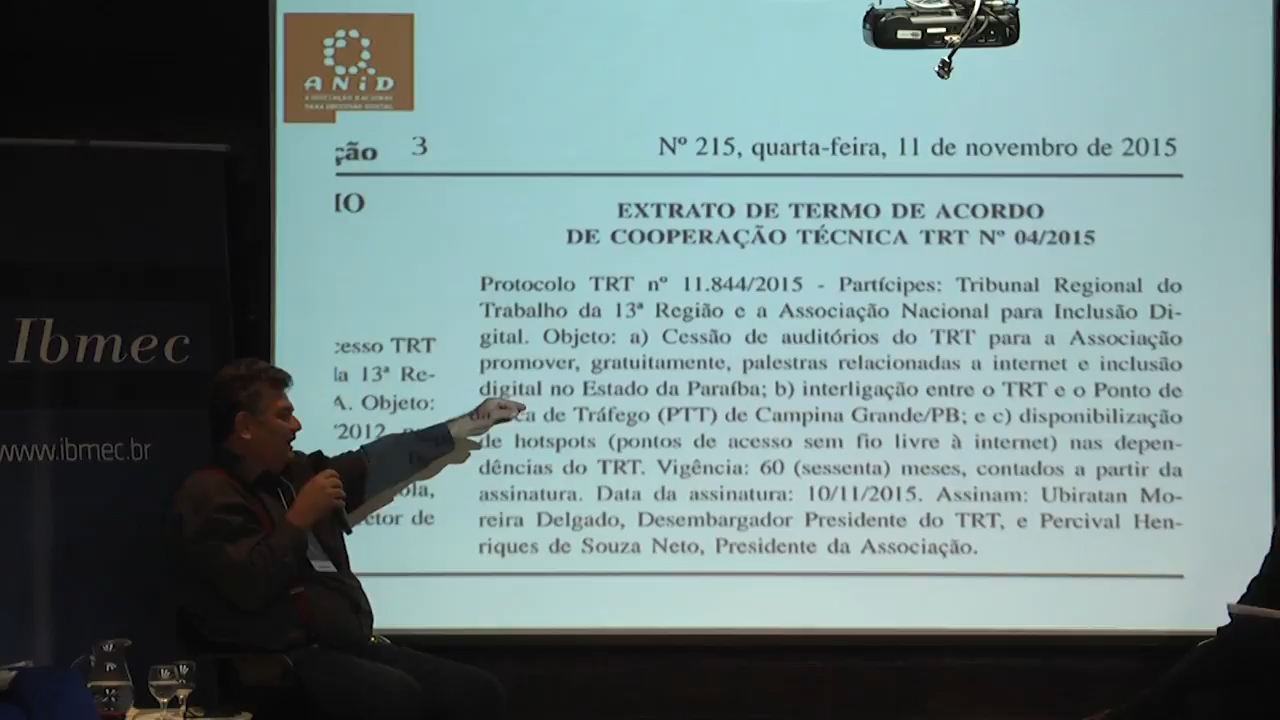 ANiD
A ASSOCIAÇÃO NACIONAL
PARA INCLUSÃO DIGITAL
ção 3
Nº 215, quarta-feira, 11 de novembro de 2015
IO
EXTRATO DE TERMO DE ACORDO
DE COOPERAÇÃO TÉCNICA TRT Nº 04/2015
Protocolo TRT nº 11.844/2015 - Partícipes: Tribunal Regional do
Trabalho da 13ª Região e a Associação Nacional para Inclusão Di-
gital. Objeto: a) Cessão de auditórios do TRT para a Associação
promover, gratuitamente, palestras relacionadas a internet e inclusão
digital no Estado da Paraíba; b) interligação entre o TRT e o Ponto de
de Tráfego (PTT) de Campina Grande/PB; e c) disponibilização
de hotspots (pontos de acesso sem fio livre à internet) nas depen-
dências do TRT. Vigência: 60 (sessenta) meses, contados a partir da
assinatura. Data da assinatura: 10/11/2015. Assinam: Ubiratan Mo-
reira Delgado, Desembargador Presidente do TRT, e Percival Hen-
riques de Souza Neto, Presidente da Associação.
cesso TRT
la 13ª Re-
A. Objeto:
2012
ola,
etor de
Ibmec
www.ibmec.br